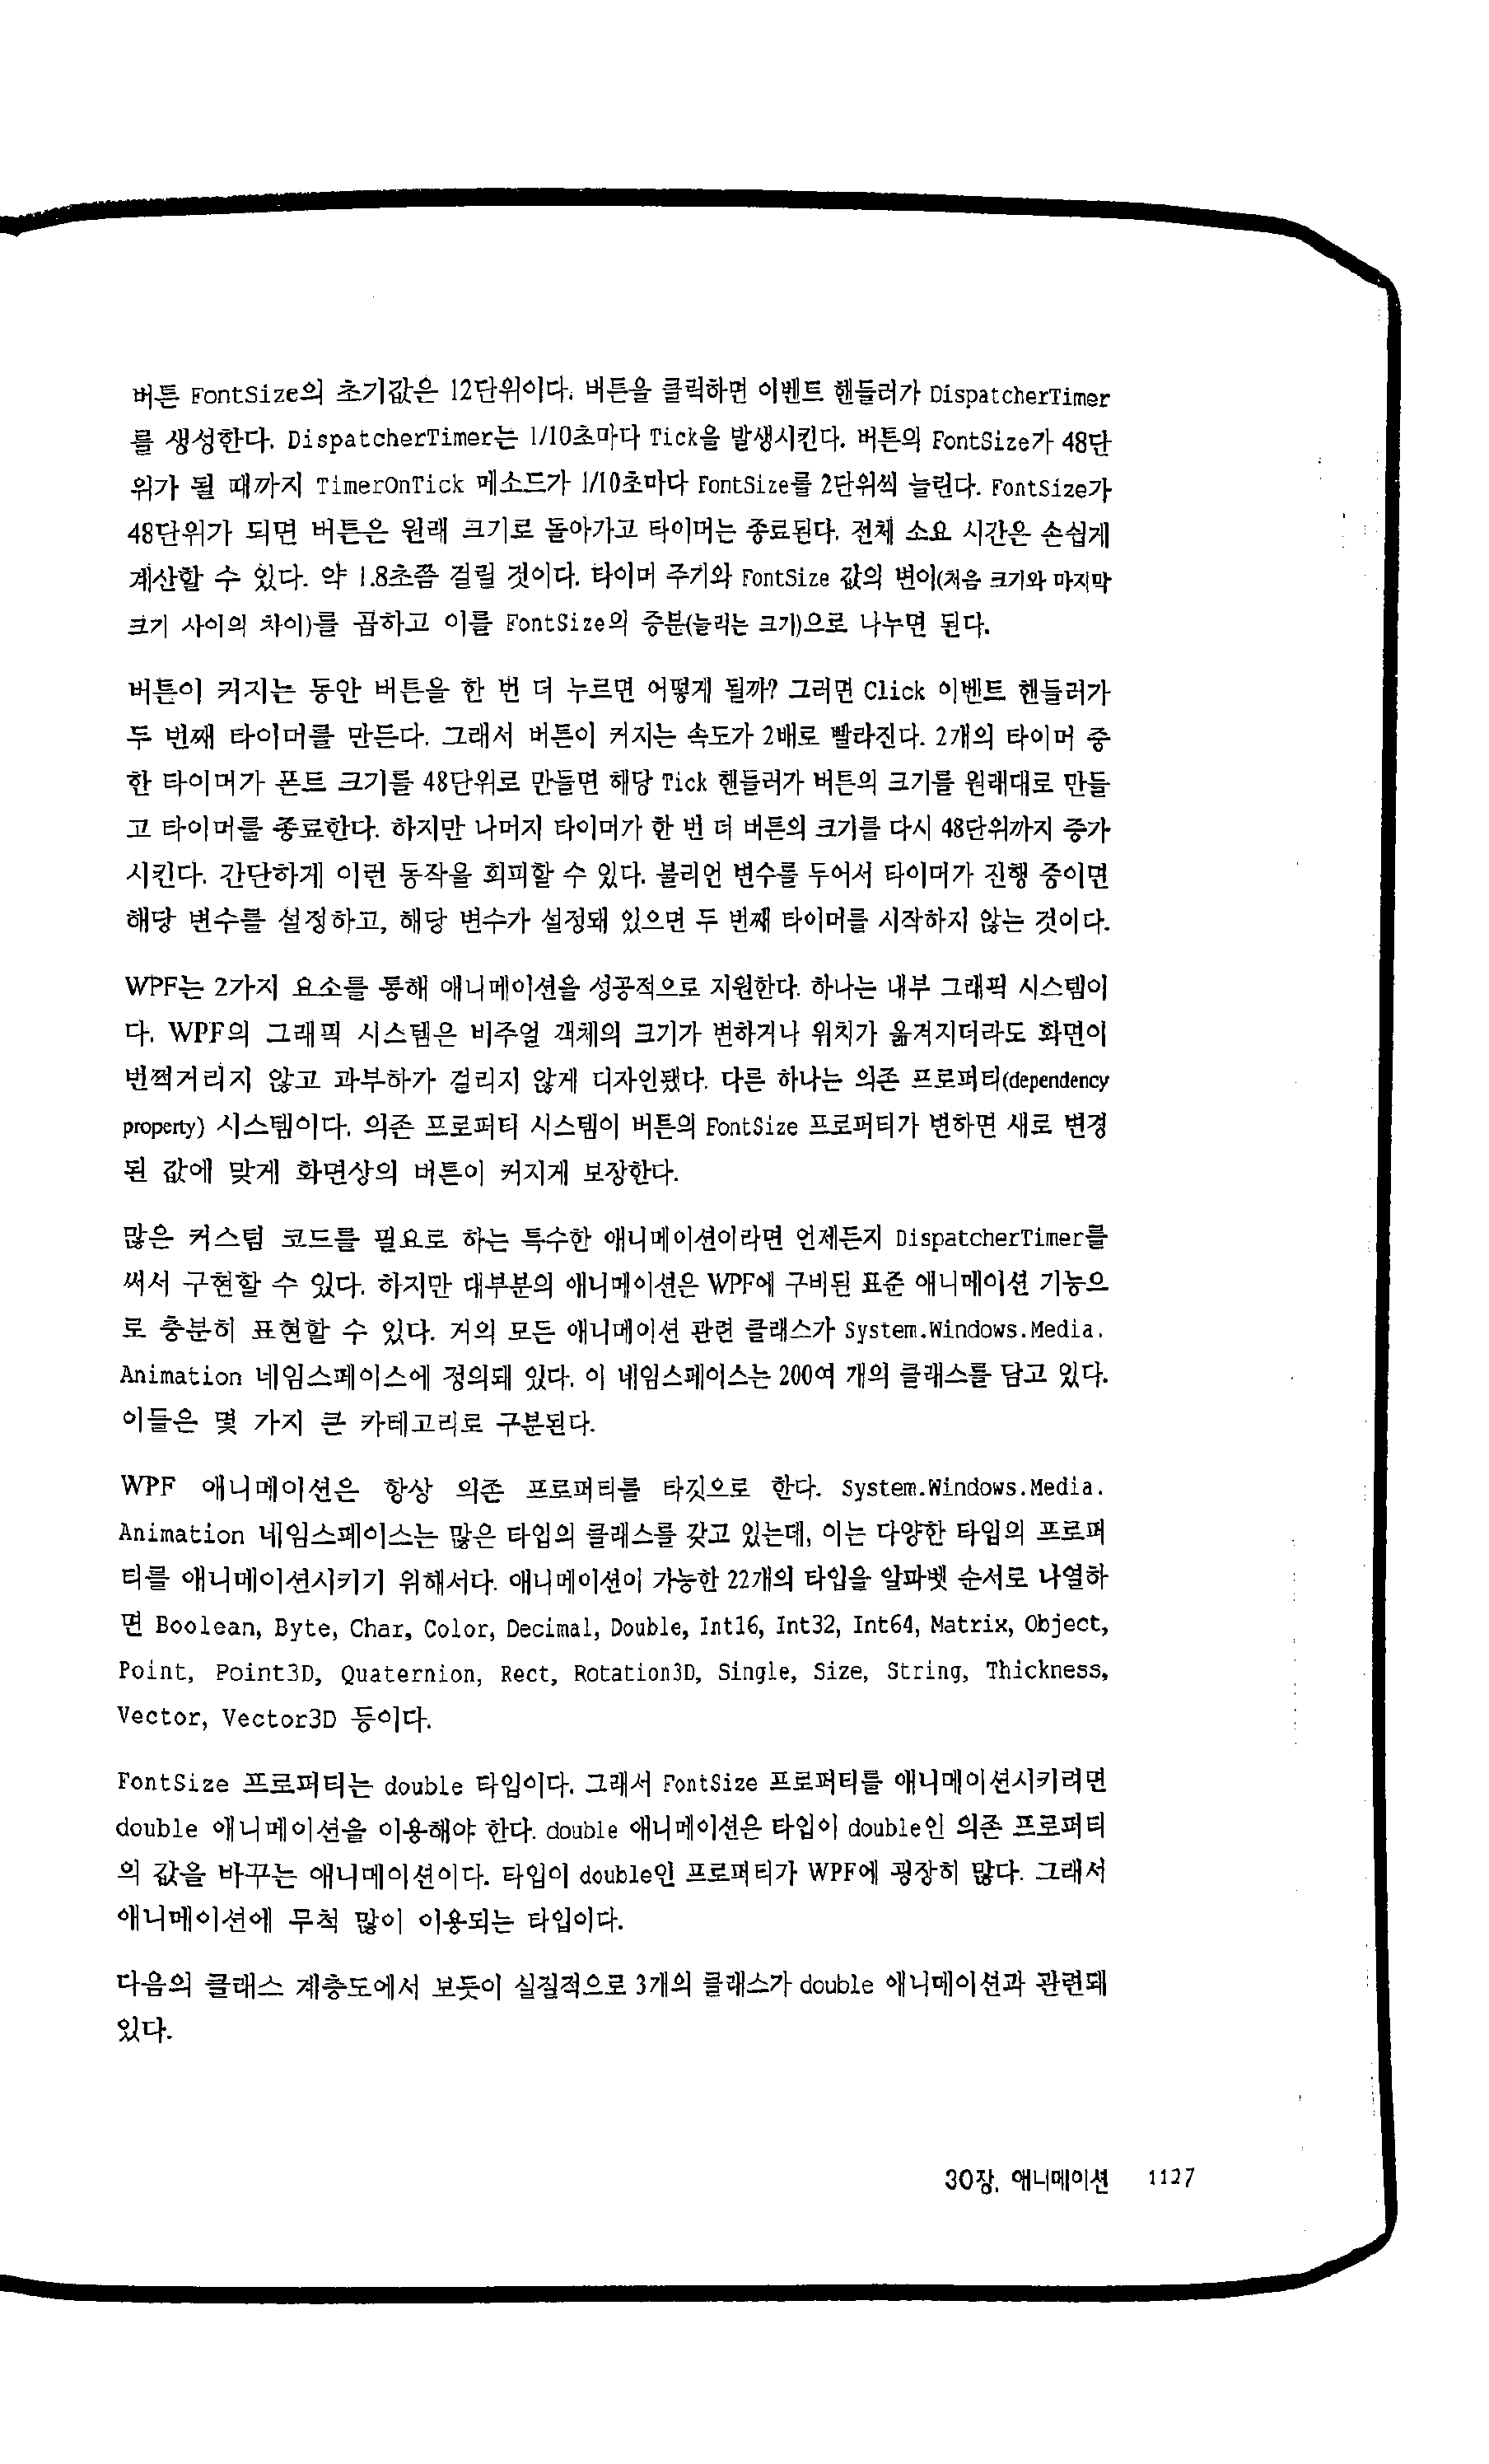 버튼 FontSize의 초기값은 12단위이다. 버튼을 클릭하면 이벤트 핸들러가 DispatcherTimer
를 생성한다. DispatcherTimer는 1/10초마다 Tick을 발생시킨다. 버튼의 FontSize가 48단
위가 될 때까지 TimerOnTick 메소드가 1/10초마다 FontSize를 2단위씩 늘린다. FontSize가
48단위가 되면 버튼은 원래 크기로 돌아가고 타이머는 종료된다. 전체 소요 시간은 손쉽게
계산할 수 있다. 약 1.8초쯤 걸릴 것이다. 타이머 주기와 FontSize 값의 변이(처음 크기와 마지막
크기 사이의 차이)를 곱하고 이를 FontSize의 증분(늘리는 크기)으로 나누면 된다.
버튼이 커지는 동안 버튼을 한 번 더 누르면 어떻게 될까? 그러면 Click 이벤트 핸들러가
두 번째 타이머를 만든다. 그래서 버튼이 커지는 속도가 2배로 빨라진다. 2개의 타이머 중
한 타이머가 폰트 크기를 48단위로 만들면 해당 Tick 핸들러가 버튼의 크기를 원래대로 만들
고 타이머를 종료한다. 하지만 나머지 타이머가 한 번 더 버튼의 크기를 다시 48단위까지 증가
시킨다. 간단하게 이런 동작을 회피할 수 있다. 불리언 변수를 두어서 타이머가 진행 중이면
해당 변수를 설정하고, 해당 변수가 설정돼 있으면 두 번째 타이머를 시작하지 않는 것이다.
WPF는 2가지 요소를 통해 애니메이션을 성공적으로 지원한다. 하나는 내부 그래픽 시스템이
다. WPF의 그래픽 시스템은 비주얼 객체의 크기가 변하거나 위치가 옮겨지더라도 화면이
번쩍거리지 않고 과부하가 걸리지 않게 디자인됐다. 다른 하나는 의존 프로퍼티(dependency
property) 시스템이다. 의존 프로퍼티 시스템이 버튼의 FontSize 프로퍼티가 변하면 새로 변경
된 값에 맞게 화면상의 버튼이 커지게 보장한다.
많은 커스텀 코드를 필요로 하는 특수한 애니메이션이라면 언제든지 DispatcherTimer를
써서 구현할 수 있다. 하지만 대부분의 애니메이션은 WPF에 구비된 표준 애니메이션 기능으
로 충분히 표현할 수 있다. 거의 모든 애니메이션 관련 클래스가 System.Windows.Media.
Animation 네임스페이스에 정의돼 있다. 이 네임스페이스는 200여 개의 클래스를 담고 있다.
이들은 몇 가지 큰 카테고리로 구분된다.
WPF 애니메이션은 항상 의존 프로퍼티를 타깃으로 한다. System.Windows.Media.
Animation 네임스페이스는 많은 타입의 클래스를 갖고 있는데, 이는 다양한 타입의 프로퍼
티를 애니메이션시키기 위해서다. 애니메이션이 가능한 22개의 타입을 알파벳 순서로 나열하
면 Boolean, Byte, Char, Color, Decimal, Double, Int16, Int32, Int64, Matrix, Object,
Point, Point3D, Quaternion, Rect, Rotation3D, Single, Size, String, Thickness,
Vector, Vector3D 등이다.
FontSize 프로퍼티는 double 타입이다. 그래서 FontSize 프로퍼티를 애니메이션시키려면
double 애니메이션을 이용해야 한다. double 애니메이션은 타입이 double인 의존 프로퍼티
의 값을 바꾸는 애니메이션이다. 타입이 double인 프로퍼티가 WPF에 굉장히 많다. 그래서
애니메이션에 무척 많이 이용되는 타입이다.
다음의 클래스 계층도에서 보듯이 실질적으로 3개의 클래스가 double 애니메이션과 관련돼
있다.
30장. 애니메이션 1127